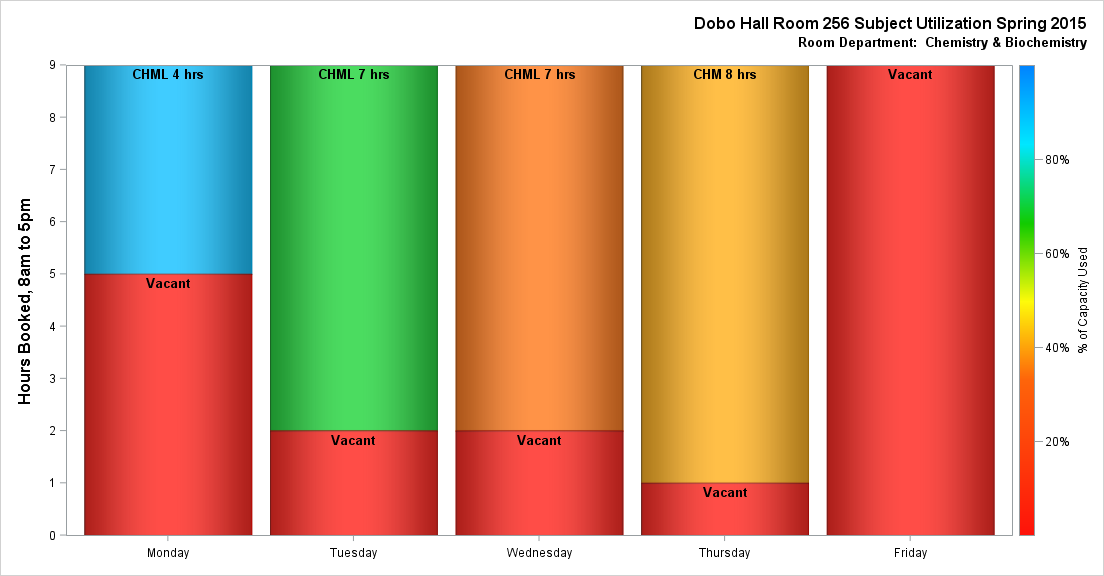 Dobo Hall Room 256 Subject Utilization Spring 2015
Room Department:  Chemistry & Biochemistry
Hours Booked, 8am to 5pm
9
8
7
6
5
4
3
2
1
0
CHML 4 hrs
Vacant
CHML 7 hrs
Vacant
CHML 7 hrs
Vacant
CHM 8 hrs
Vacant
Vacant
Monday
Tuesday
Wednesday
Thursday
Friday
80%
60%
40%
20%
% of Capacity Used